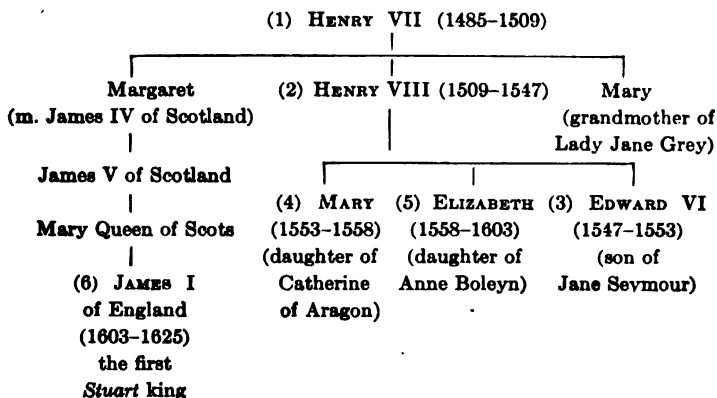 (1) HENRY VII (1485–1509)
Margaret
(m. James IV of Scotland)
(2) HENRY VIII (1509–1547)
Mary
(grandmother of
Lady Jane Grey)
James V of Scotland
Mary Queen of Scots
(6) JAMES I
of England
(1603–1625)
the first
Stuart king
(4) MARY
(1553–1558)
(daughter of
Catherine
of Aragon)
(5) ELIZABETH
(1558–1603)
(daughter of
Anne Boleyn)
(3) EDWARD VI
(1547–1553)
(son of
Jane Seymour)